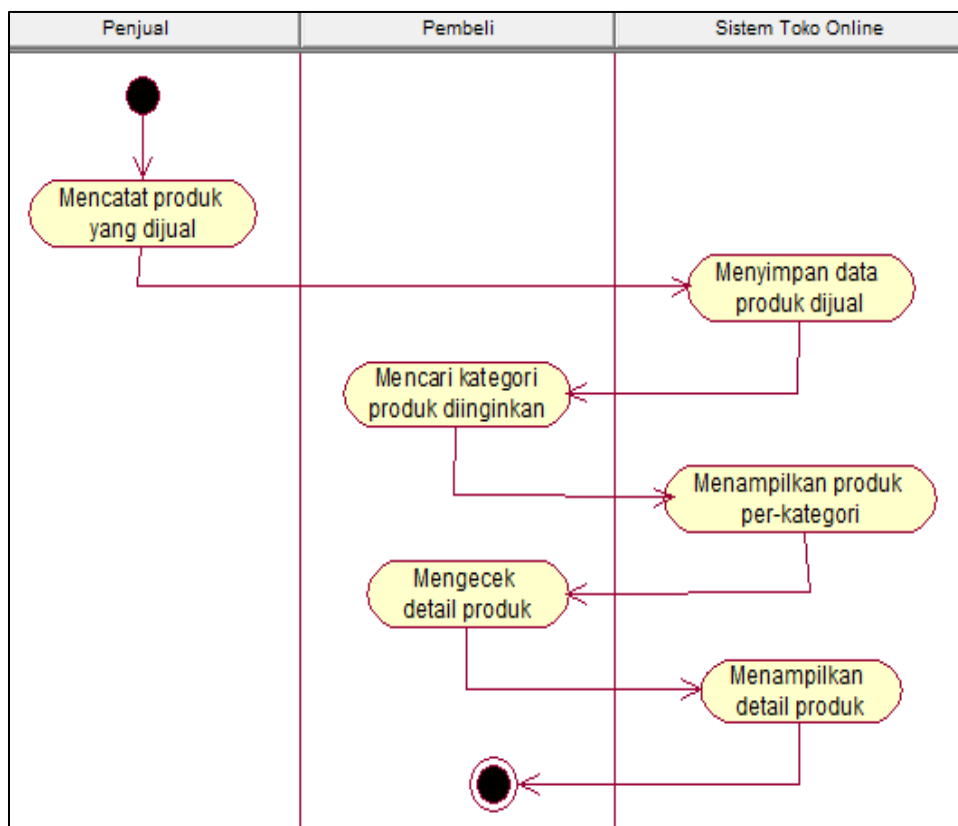 Penjual
Pembeli
Sistem Toko Online
Mencatat produk
yang dijual
Menyimpan data
produk dijual
Mencari kategori
produk diinginkan
Menampilkan produk
per-kategori
Mengecek
detail produk
Menampilkan
detail produk